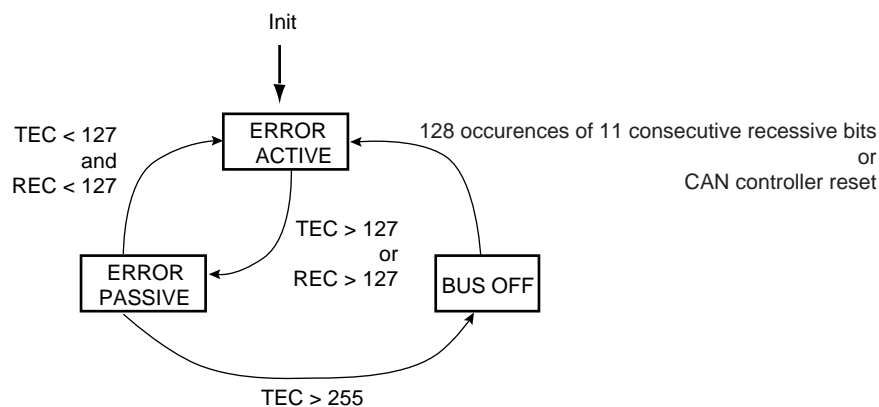 Init
ERROR
ACTIVE
TEC < 127
and
REC < 127
128 occurences of 11 consecutive recessive bits
or
CAN controller reset
TEC > 127
or
REC > 127
ERROR
PASSIVE
BUS OFF
TEC > 255